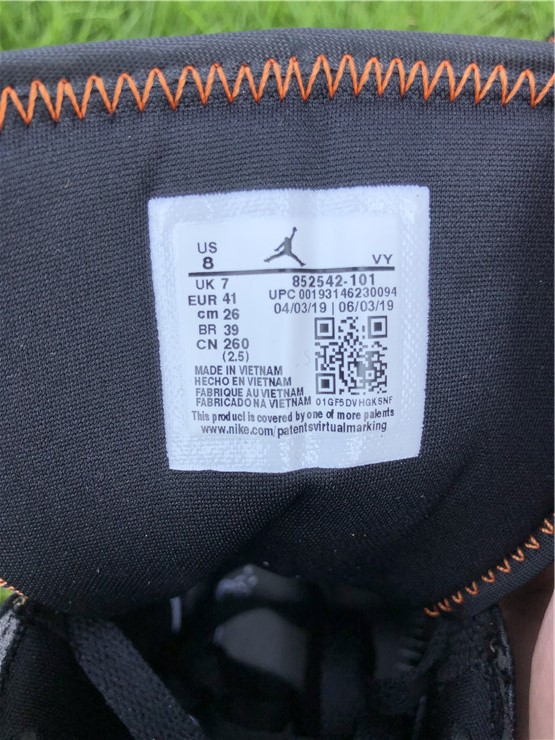 US
8
VY
UK 7
EUR 41
cm 26
BR 39
CN 260
(2.5)
852542-101
UPC 00193146230094
04/03/19 | 06/03/19
MADE IN VIETNAM
HECHO EN VIETNAM
FABRIQUE AU VIETNAM
FABRICADO NA VIETNAM
01GF5DVHGKSNF
This product is covered by one of more patents
www.nike.com/patentsvirtualmarking